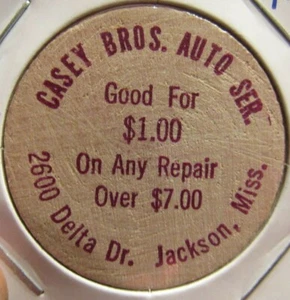 CASEY BROS. AUTO SER.
Good For
$1.00
On Any Repair
Over $7.00
2600 Delta Dr. Jackson, Miss.